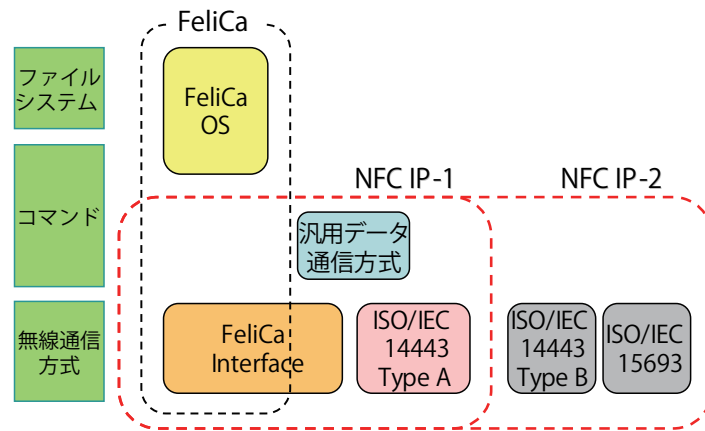 FeliCa
ファイル
システム
FeliCa
OS
NFC IP-1
NFC IP-2
コマンド
汎用データ
通信方式
無線通信
方式
FeliCa
Interface
ISO/IEC
14443
Type A
ISO/IEC
14443
Type B
ISO/IEC
15693